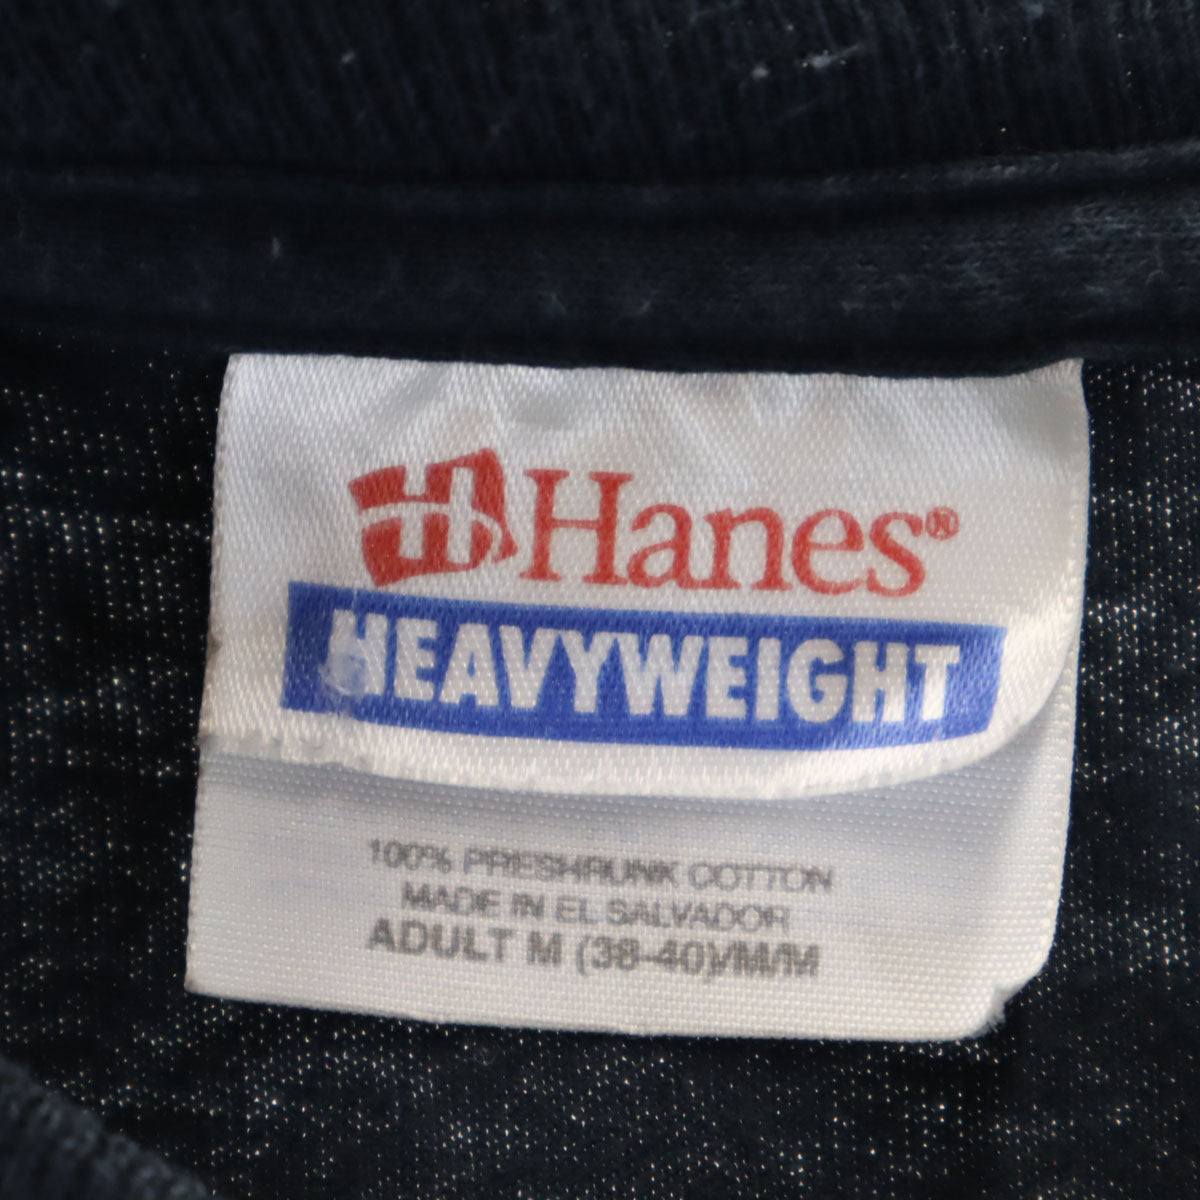 Hanes®
HEAVYWEIGHT
100% PRESHRUNK COTTON
MADE IN EL SALVADOR
ADULT M (38-40)/M/M